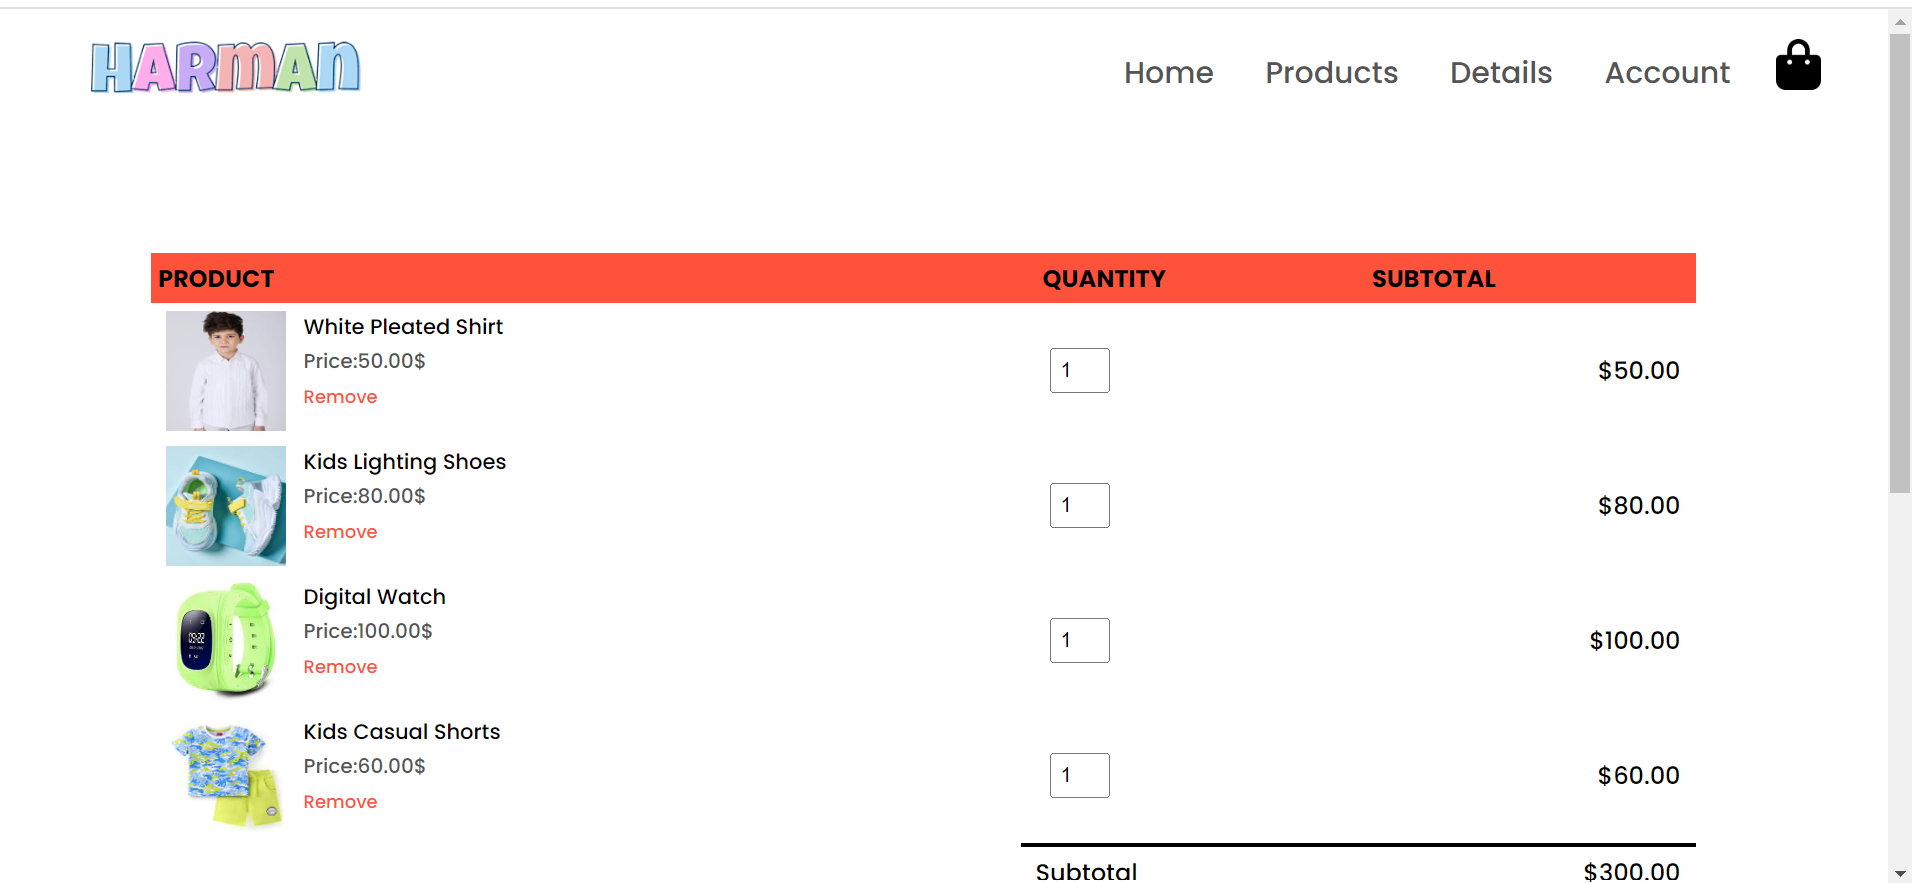 HARMAN
Home Products Details Account
PRODUCT QUANTITY SUBTOTAL
White Pleated Shirt
Price:50.00$
Remove
1
$50.00
Kids Lighting Shoes
Price:80.00$
Remove
1
$80.00
09:22
Digital Watch
Price:100.00$
Remove
1
$100.00
Kids Casual Shorts
Price:60.00$
Remove
1
$60.00
Subtotal $300.00